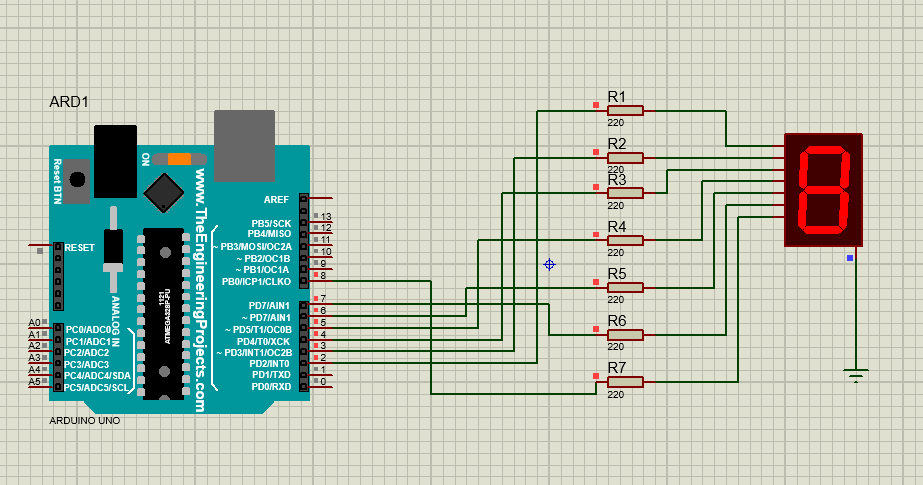 ARD1
ON
Reset BTN
www.TheEngineeringProjects.com
1121
ATMEGA328P-PU
ANALOG IN
RESET
A0
PC0/ADC0
A1
PC1/ADC1
A2
PC2/ADC2
A3
PC3/ADC3
A4
PC4/ADC4/SDA
A5
PC5/ADC5/SCL
AREF
PB5/SCK 13
PB4/MISO 12
~ PB3/MOSI/OC2A 11
~ PB2/OC1B 10
~ PB1/OC1A 9
PB0/ICP1/CLKO 8
PD7/AIN1 7
~ PD7/AIN1 6
~ PD5/T1/OC0B 5
PD4/T0/XCK 4
~ PD3/INT1/OC2B 3
PD2/INT0 2
PD1/TXD 1
PD0/RXD 0
ARDUINO UNO
R1
220
R2
220
R3
220
R4
220
R5
220
R6
220
R7
220
8